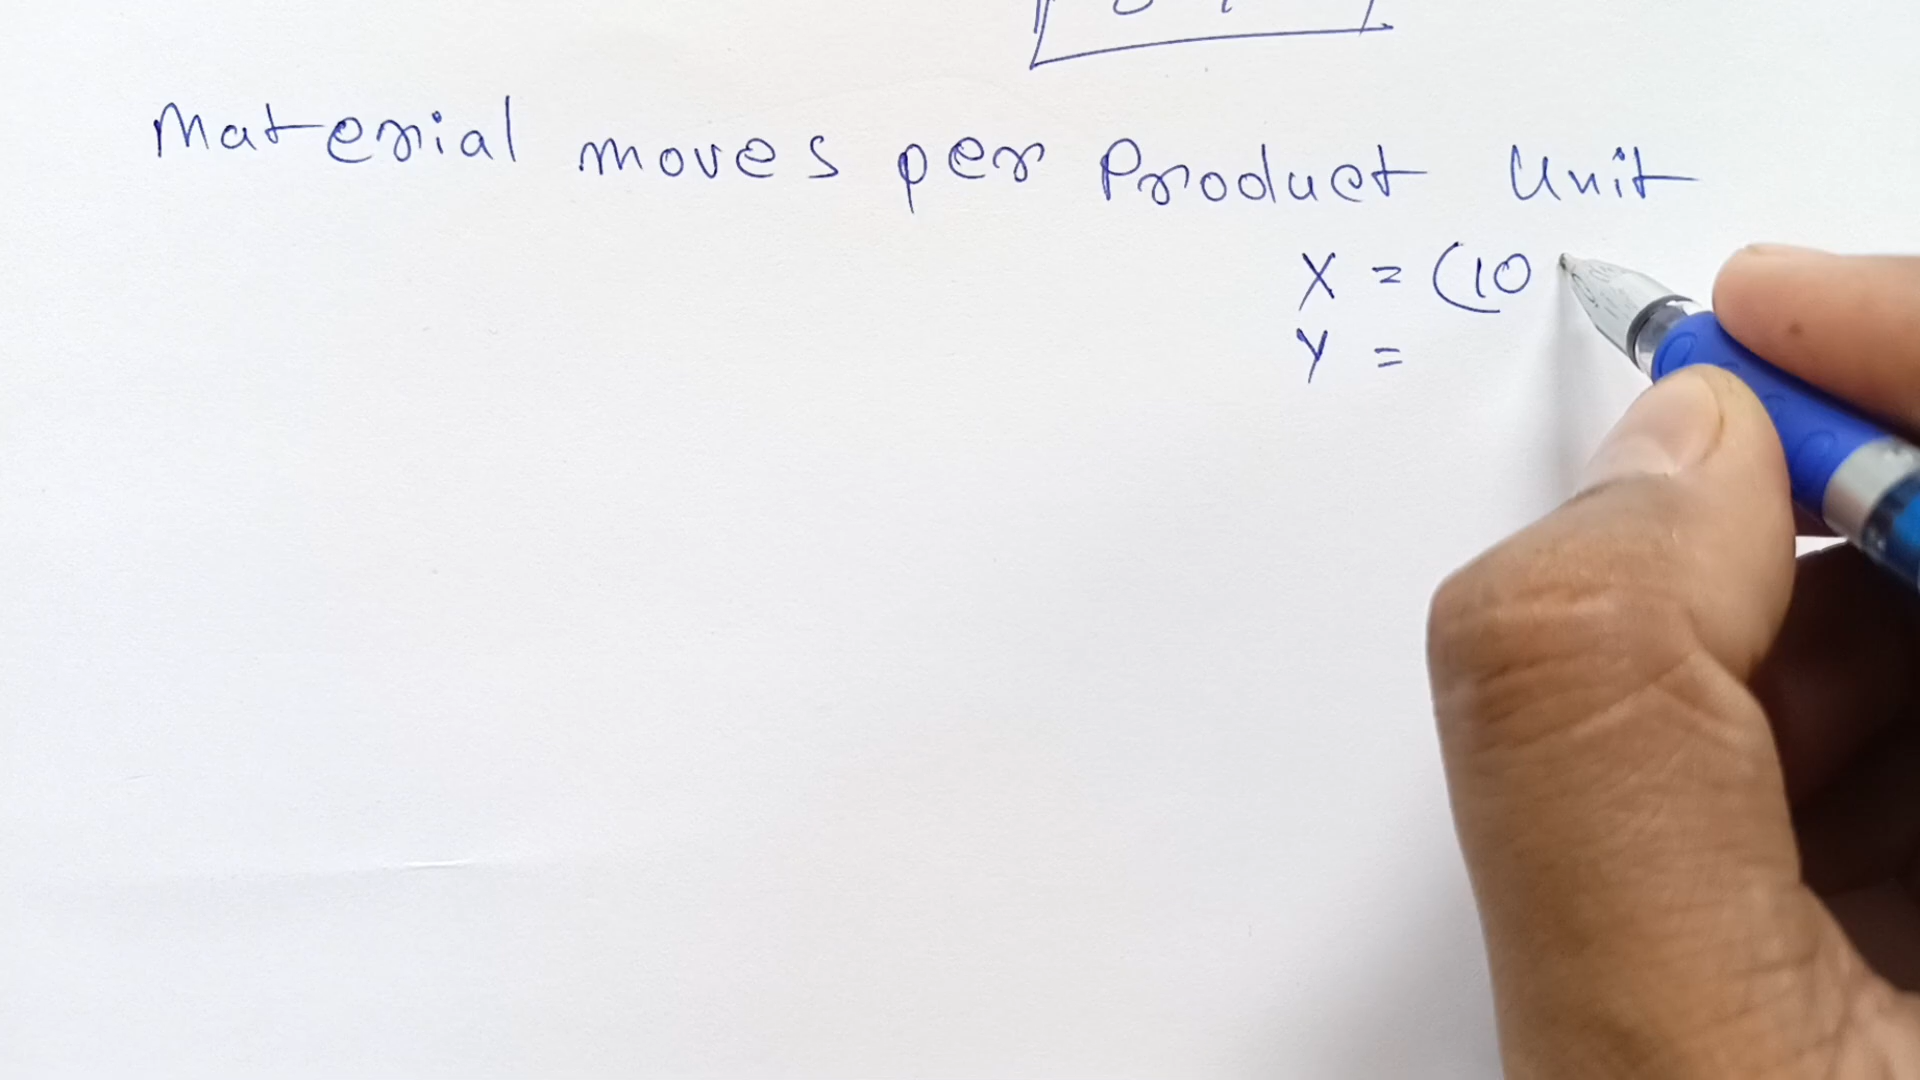 Material moves per Product Unit
X = (10
Y =